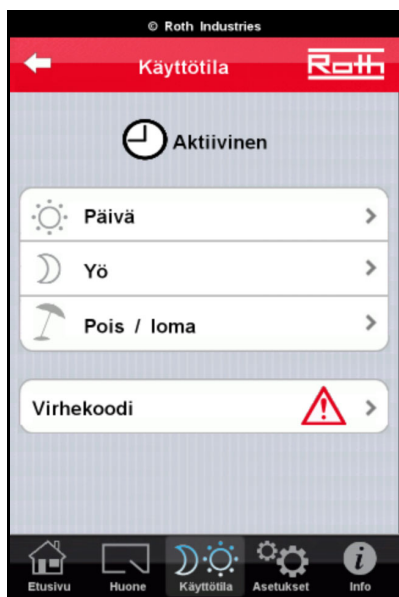 © Roth Industries
Käyttötila Roth
Aktiivinen
Päivä
Yö
Pois / loma
Virhekoodi
Etusivu Huone Käyttötila Asetukset Info